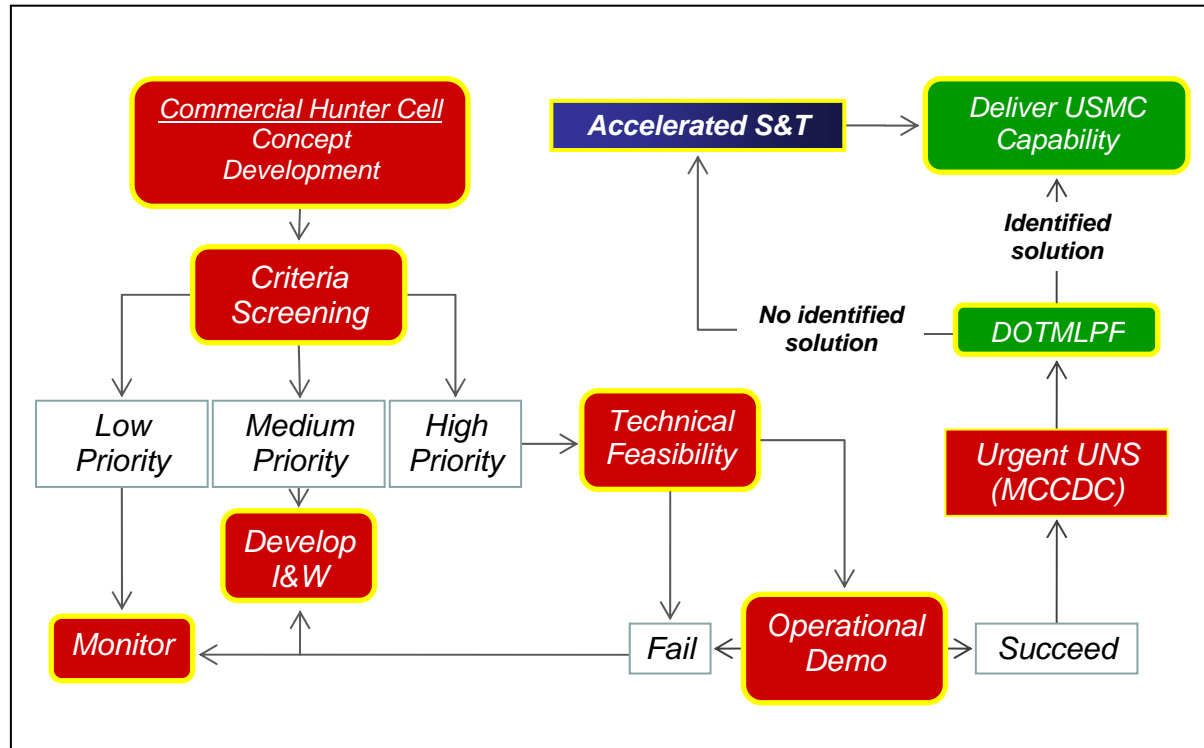 Commercial Hunter Cell
Concept
Development
Accelerated S&T
Deliver USMC
Capability
Criteria
Screening
Identified
solution
No identified
solution
DOTMLPF
Low
Priority
Medium
Priority
High
Priority
Technical
Feasibility
Urgent UNS
(MCCDC)
Develop
I&W
Monitor
Fail
Operational
Demo
Succeed